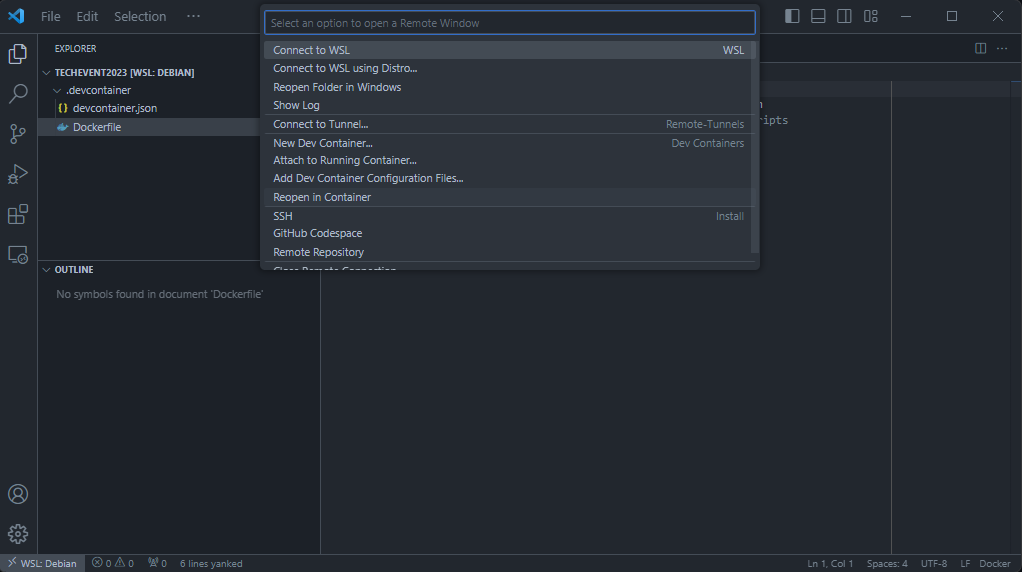 File Edit Selection ···
Select an option to open a Remote Window
Connect to WSL WSL
Connect to WSL using Distro...
Reopen Folder in Windows
Show Log
Connect to Tunnel... Remote-Tunnels
New Dev Container... Dev Containers
Attach to Running Container...
Add Dev Container Configuration Files...
Reopen in Container
SSH Install
GitHub Codespace
Remote Repository
Close Remote Connection
EXPLORER
TECHEVENT2023 [WSL: DEBIAN]
.devcontainer
{} devcontainer.json
Dockerfile
OUTLINE
No symbols found in document 'Dockerfile'
WSL: Debian 0 0 0 6 lines yanked Ln 1, Col 1 Spaces: 4 UTF-8 LF Docker